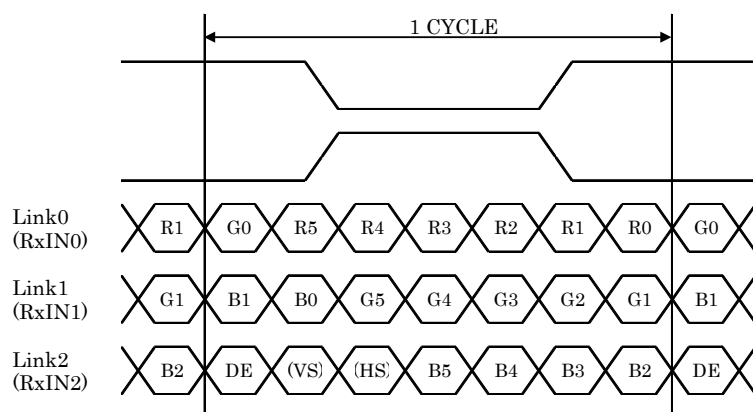 1 CYCLE
Link0
(RxIN0)
R1 G0 R5 R4 R3 R2 R1 R0 G0
Link1
(RxIN1)
G1 B1 B0 G5 G4 G3 G2 G1 B1
Link2
(RxIN2)
B2 DE (VS) (HS) B5 B4 B3 B2 DE